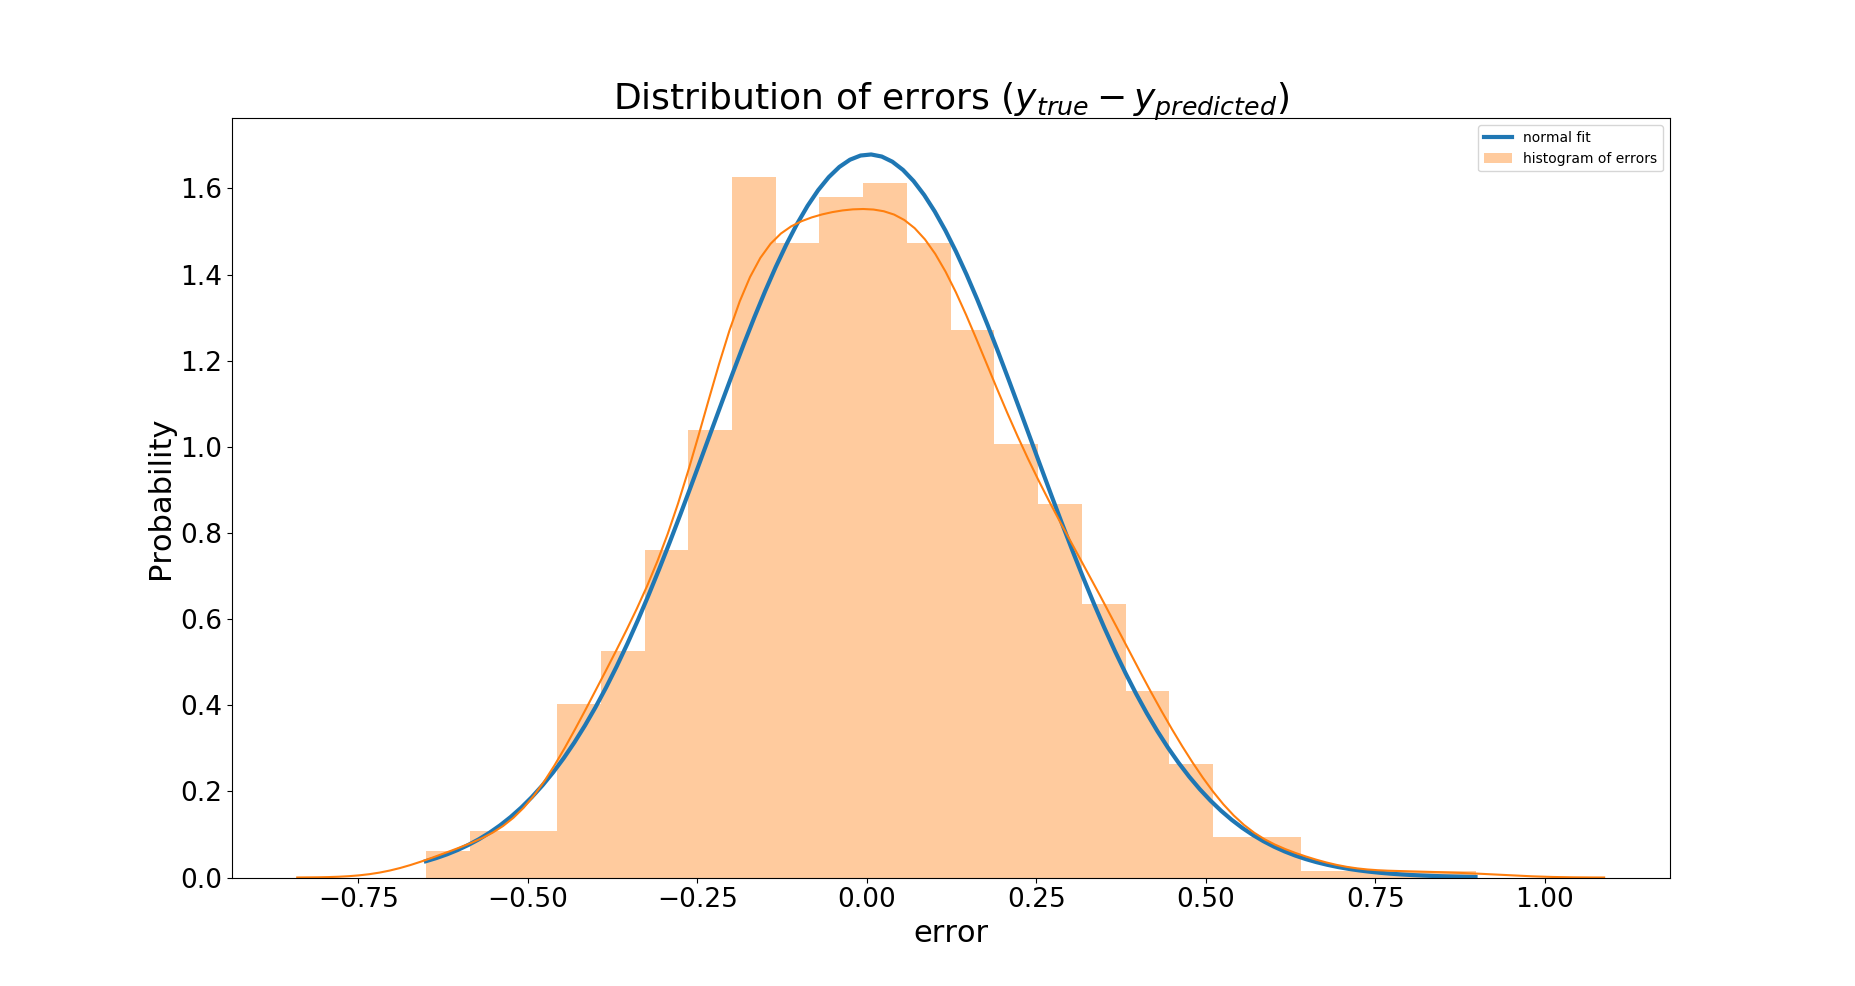 Distribution of errors (y_true − y_predicted)
normal fit
histogram of errors
Probability
1.6
1.4
1.2
1.0
0.8
0.6
0.4
0.2
0.0
−0.75 −0.50 −0.25 0.00 0.25 0.50 0.75 1.00
error